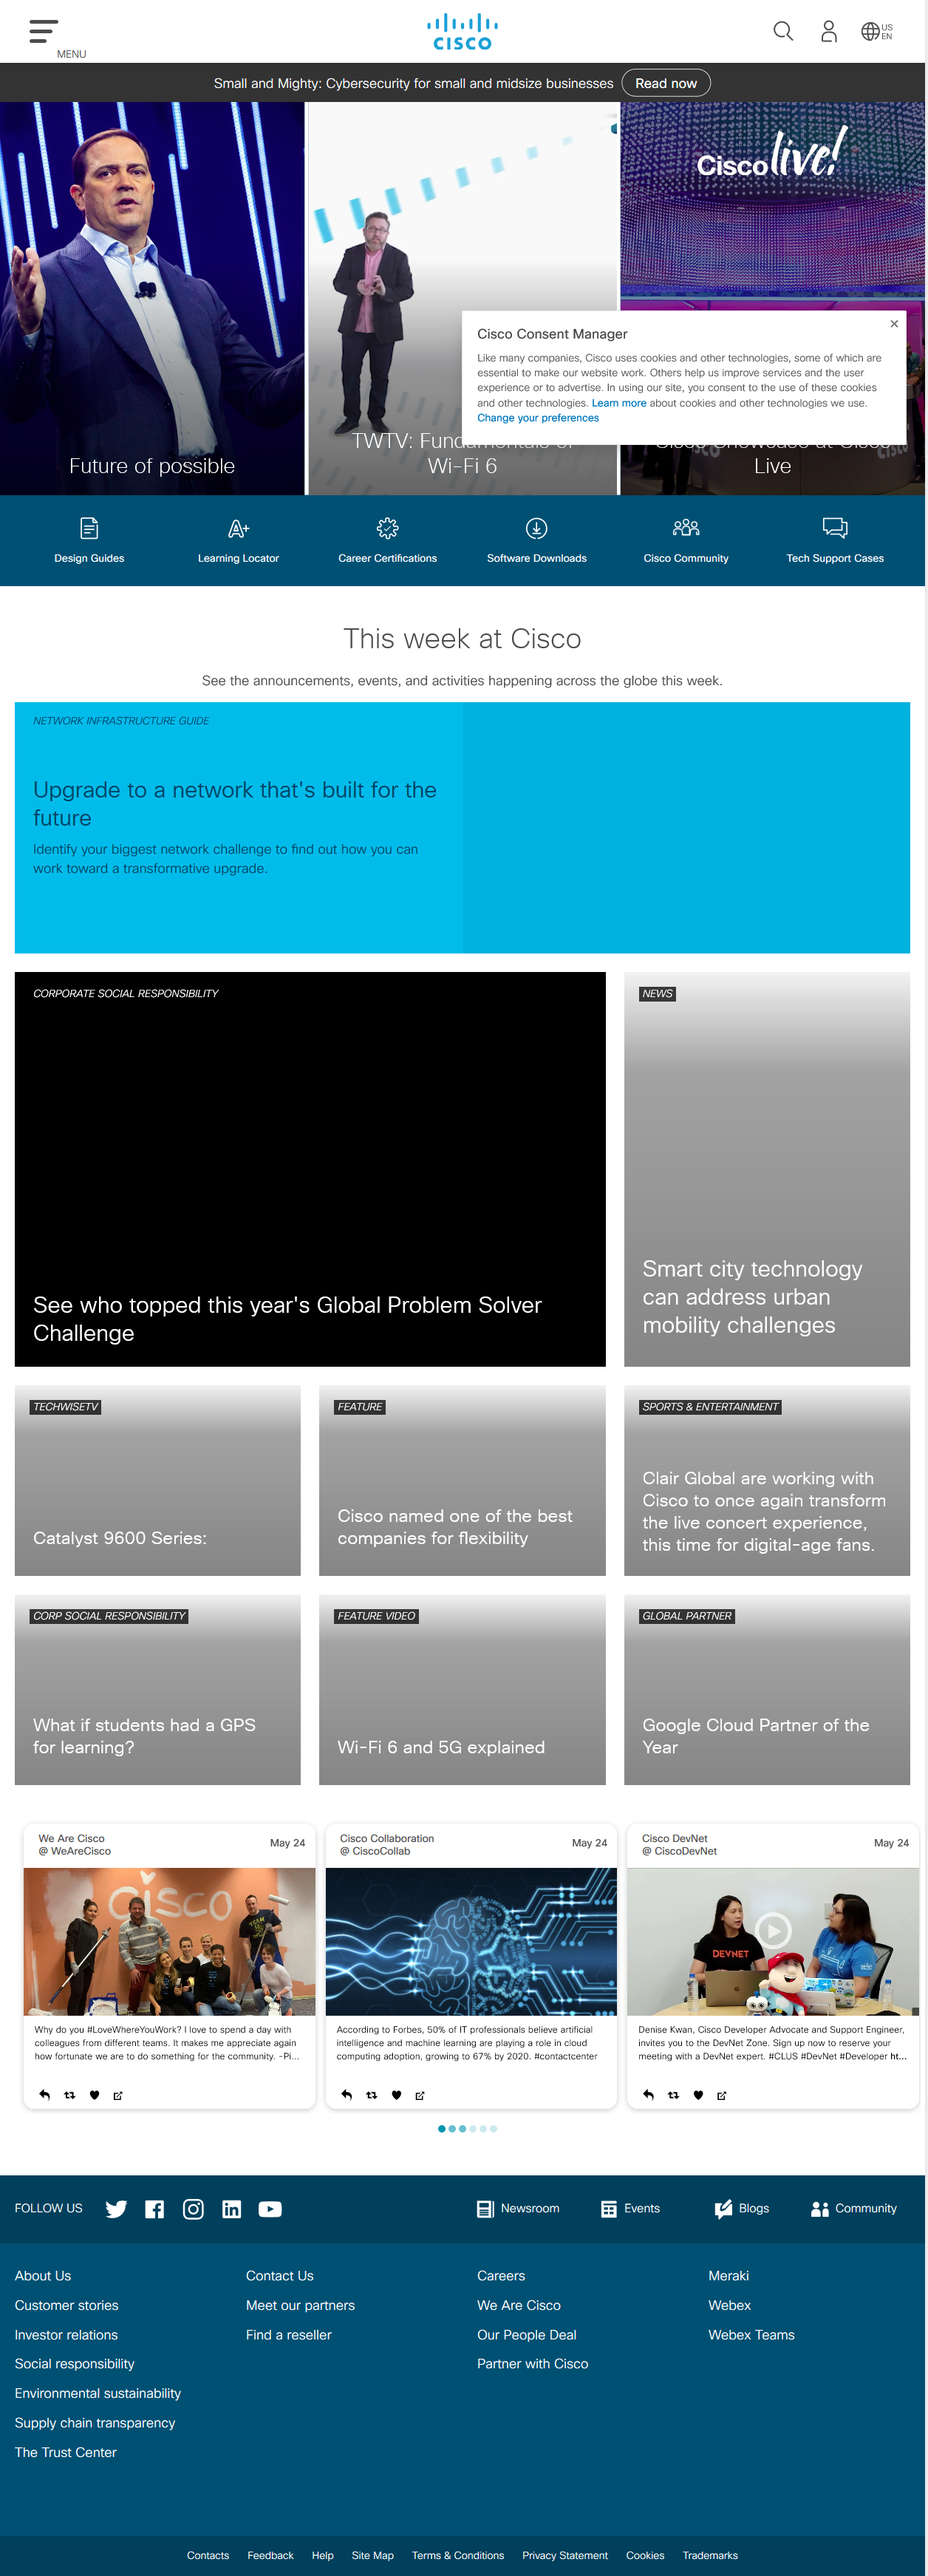 MENU
CISCO
US
EN
Small and Mighty: Cybersecurity for small and midsize businesses Read now
Cisco live!
Cisco Consent Manager
Like many companies, Cisco uses cookies and other technologies, some of which are
essential to make our website work. Others help us improve services and the user
experience or to advertise. In using our site, you consent to the use of these cookies
and other technologies. Learn more about cookies and other technologies we use.
Change your preferences
Future of possible
TWTV: Fundamentals of
Wi-Fi 6
Cisco Showcase at Cisco
Live
Design Guides
Learning Locator
Career Certifications
Software Downloads
Cisco Community
Tech Support Cases
This week at Cisco
See the announcements, events, and activities happening across the globe this week.
NETWORK INFRASTRUCTURE GUIDE
Upgrade to a network that's built for the
future
Identify your biggest network challenge to find out how you can
work toward a transformative upgrade.
CORPORATE SOCIAL RESPONSIBILITY
See who topped this year's Global Problem Solver
Challenge
NEWS
Smart city technology
can address urban
mobility challenges
TECHWISETV
Catalyst 9600 Series:
FEATURE
Cisco named one of the best
companies for flexibility
SPORTS & ENTERTAINMENT
Clair Global are working with
Cisco to once again transform
the live concert experience,
this time for digital-age fans.
CORP SOCIAL RESPONSIBILITY
What if students had a GPS
for learning?
FEATURE VIDEO
Wi-Fi 6 and 5G explained
GLOBAL PARTNER
Google Cloud Partner of the
Year
We Are Cisco
@ WeAreCisco
May 24
cisco
Why do you #LoveWhereYouWork? I love to spend a day with
colleagues from different teams. It makes me appreciate again
how fortunate we are to do something for the community. -Pi...
Cisco Collaboration
@ CiscoCollab
May 24
According to Forbes, 50% of IT professionals believe artificial
intelligence and machine learning are playing a role in cloud
computing adoption, growing to 67% by 2020. #contactcenter
Cisco DevNet
@ CiscoDevNet
May 24
DEVNET
Denise Kwan, Cisco Developer Advocate and Support Engineer,
invites you to the DevNet Zone. Sign up now to reserve your
meeting with a DevNet expert. #CLUS #DevNet #Developer ht...
FOLLOW US
Newsroom
Events
Blogs
Community
About Us
Customer stories
Investor relations
Social responsibility
Environmental sustainability
Supply chain transparency
The Trust Center
Contact Us
Meet our partners
Find a reseller
Careers
We Are Cisco
Our People Deal
Partner with Cisco
Meraki
Webex
Webex Teams
Contacts Feedback Help Site Map Terms & Conditions Privacy Statement Cookies Trademarks